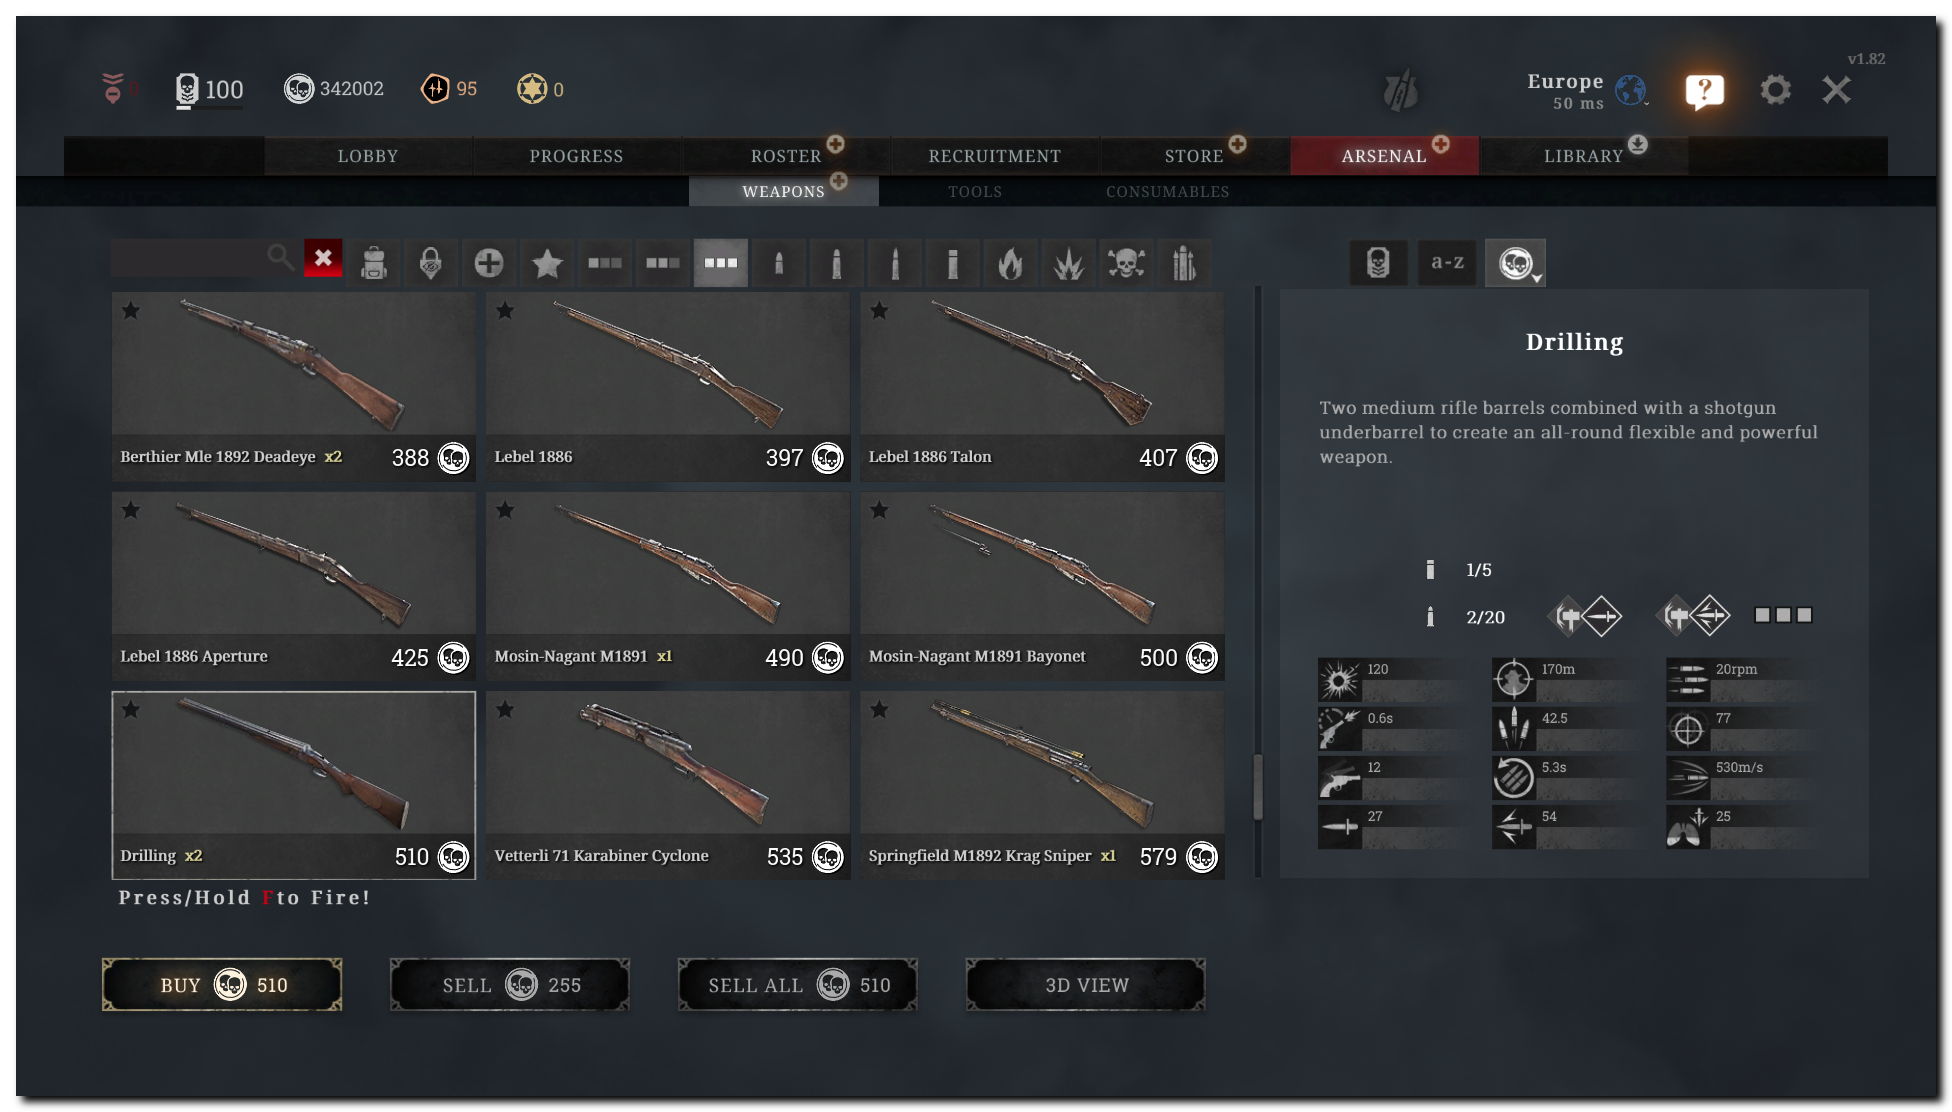 v1.82
0
100
342002
95
0
Europe
50 ms
?
LOBBY
PROGRESS
ROSTER
RECRUITMENT
STORE
ARSENAL
LIBRARY
WEAPONS
TOOLS
CONSUMABLES
a-z
Berthier Mle 1892 Deadeye x2 388
Lebel 1886 397
Lebel 1886 Talon 407
Lebel 1886 Aperture 425
Mosin-Nagant M1891 x1 490
Mosin-Nagant M1891 Bayonet 500
Drilling x2 510
Vetterli 71 Karabiner Cyclone 535
Springfield M1892 Krag Sniper x1 579
Press/Hold F to Fire!
BUY 510
SELL 255
SELL ALL 510
3D VIEW
Drilling
Two medium rifle barrels combined with a shotgun
underbarrel to create an all-round flexible and powerful
weapon.
1/5
2/20
120
170m
20rpm
0.6s
42.5
77
12
5.3s
530m/s
27
54
25